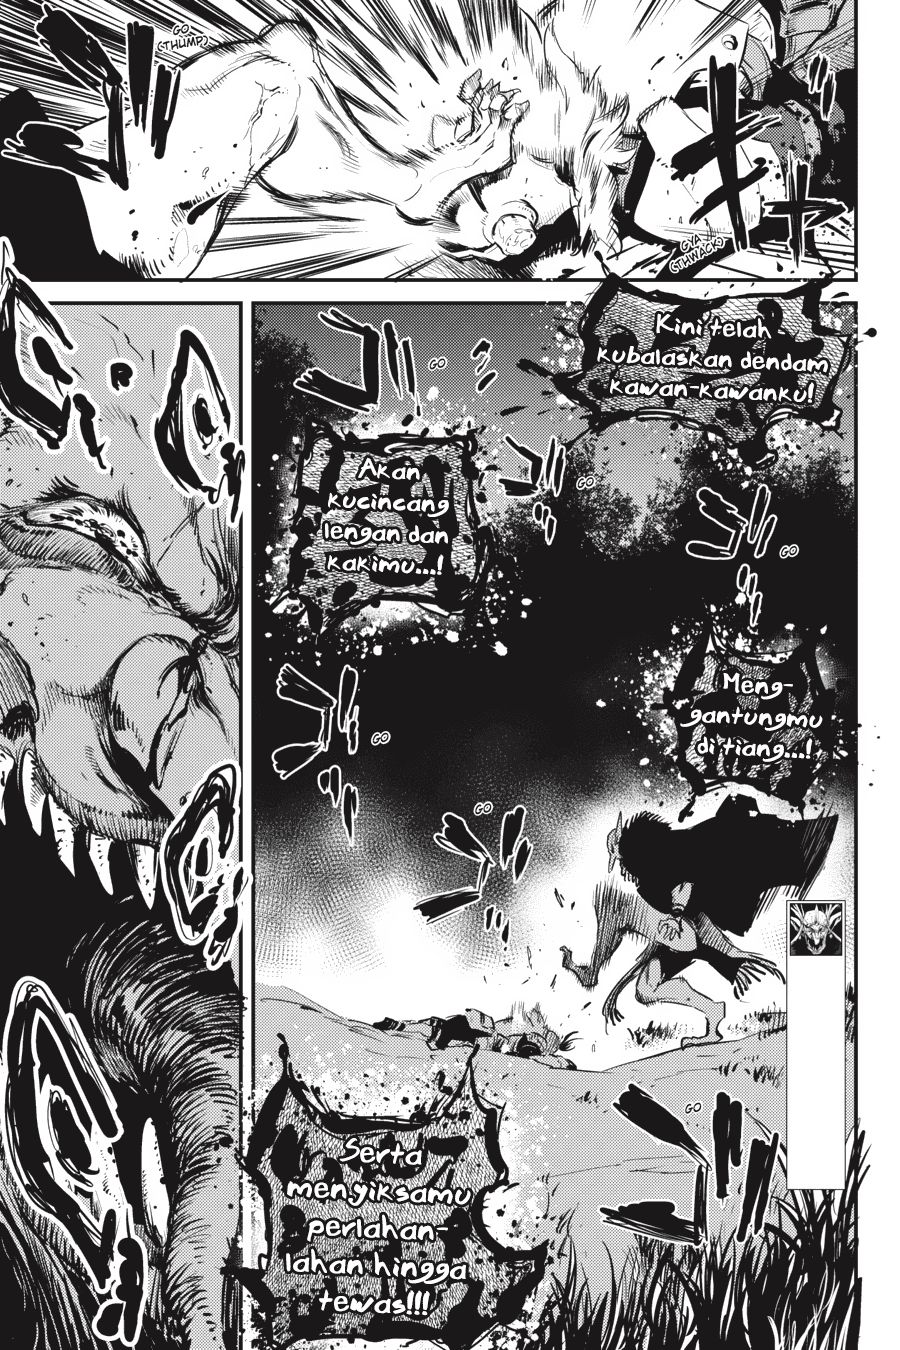 GO
(THUMP)
GYA
(THWACK)
Kini telah
kubalaskan dendam
kawan-kawanku!
GO
Akan
kucincang
lengan dan
kakimu...!
GO
GO
Meng-
gantungmu
di tiang...!
GO
GO
GO
Serta
menyiksamu
perlahan-
lahan hingga
tewas!!!